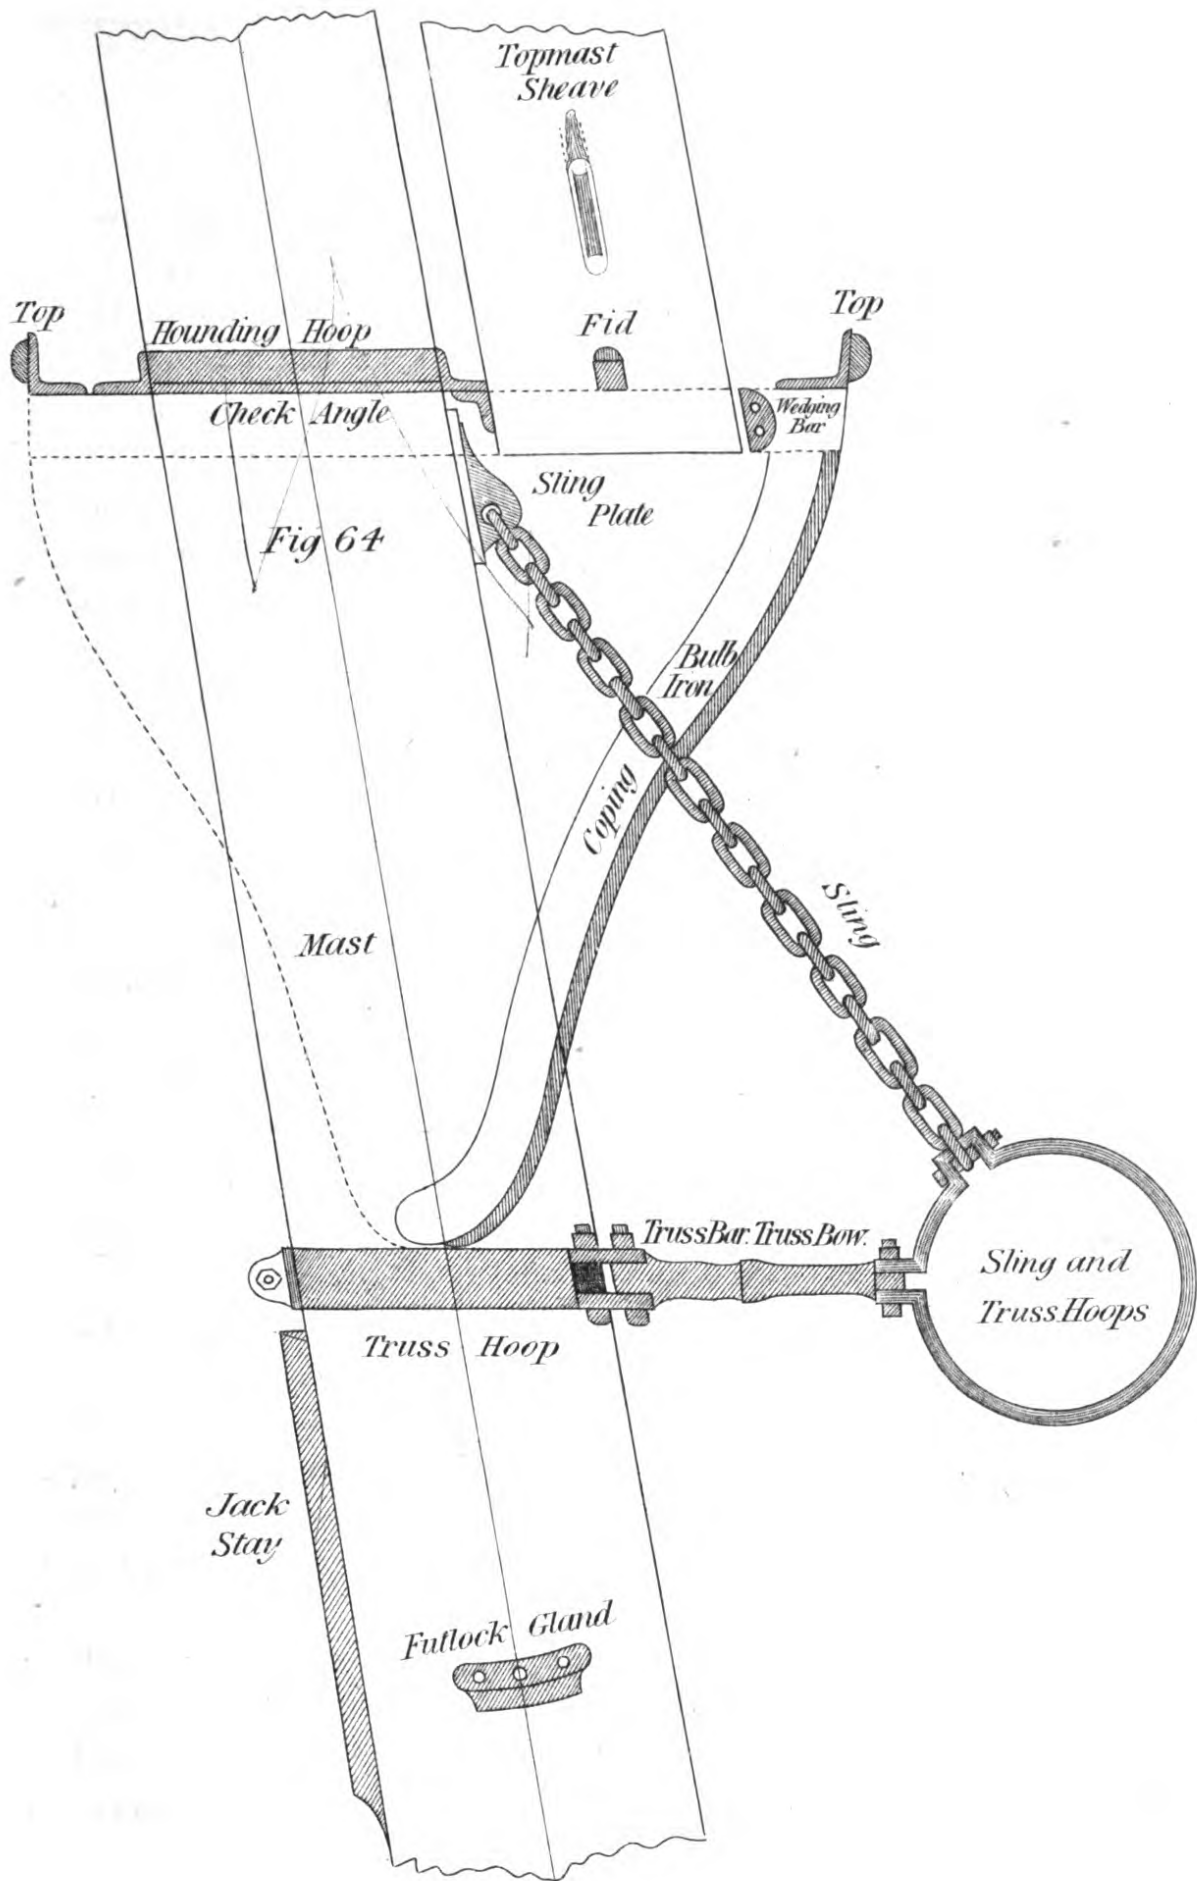 Topmast
Sheave
Top
Hounding Hoop
Fid
Top
Check Angle
Wedging
Bar
Sling
Plate
Fig 64
Bulb
Iron
Coping
Sling
Mast
Truss Bar. Truss Bow.
Sling and
Truss Hoops
Truss Hoop
Jack
Stay
Futlock Gland